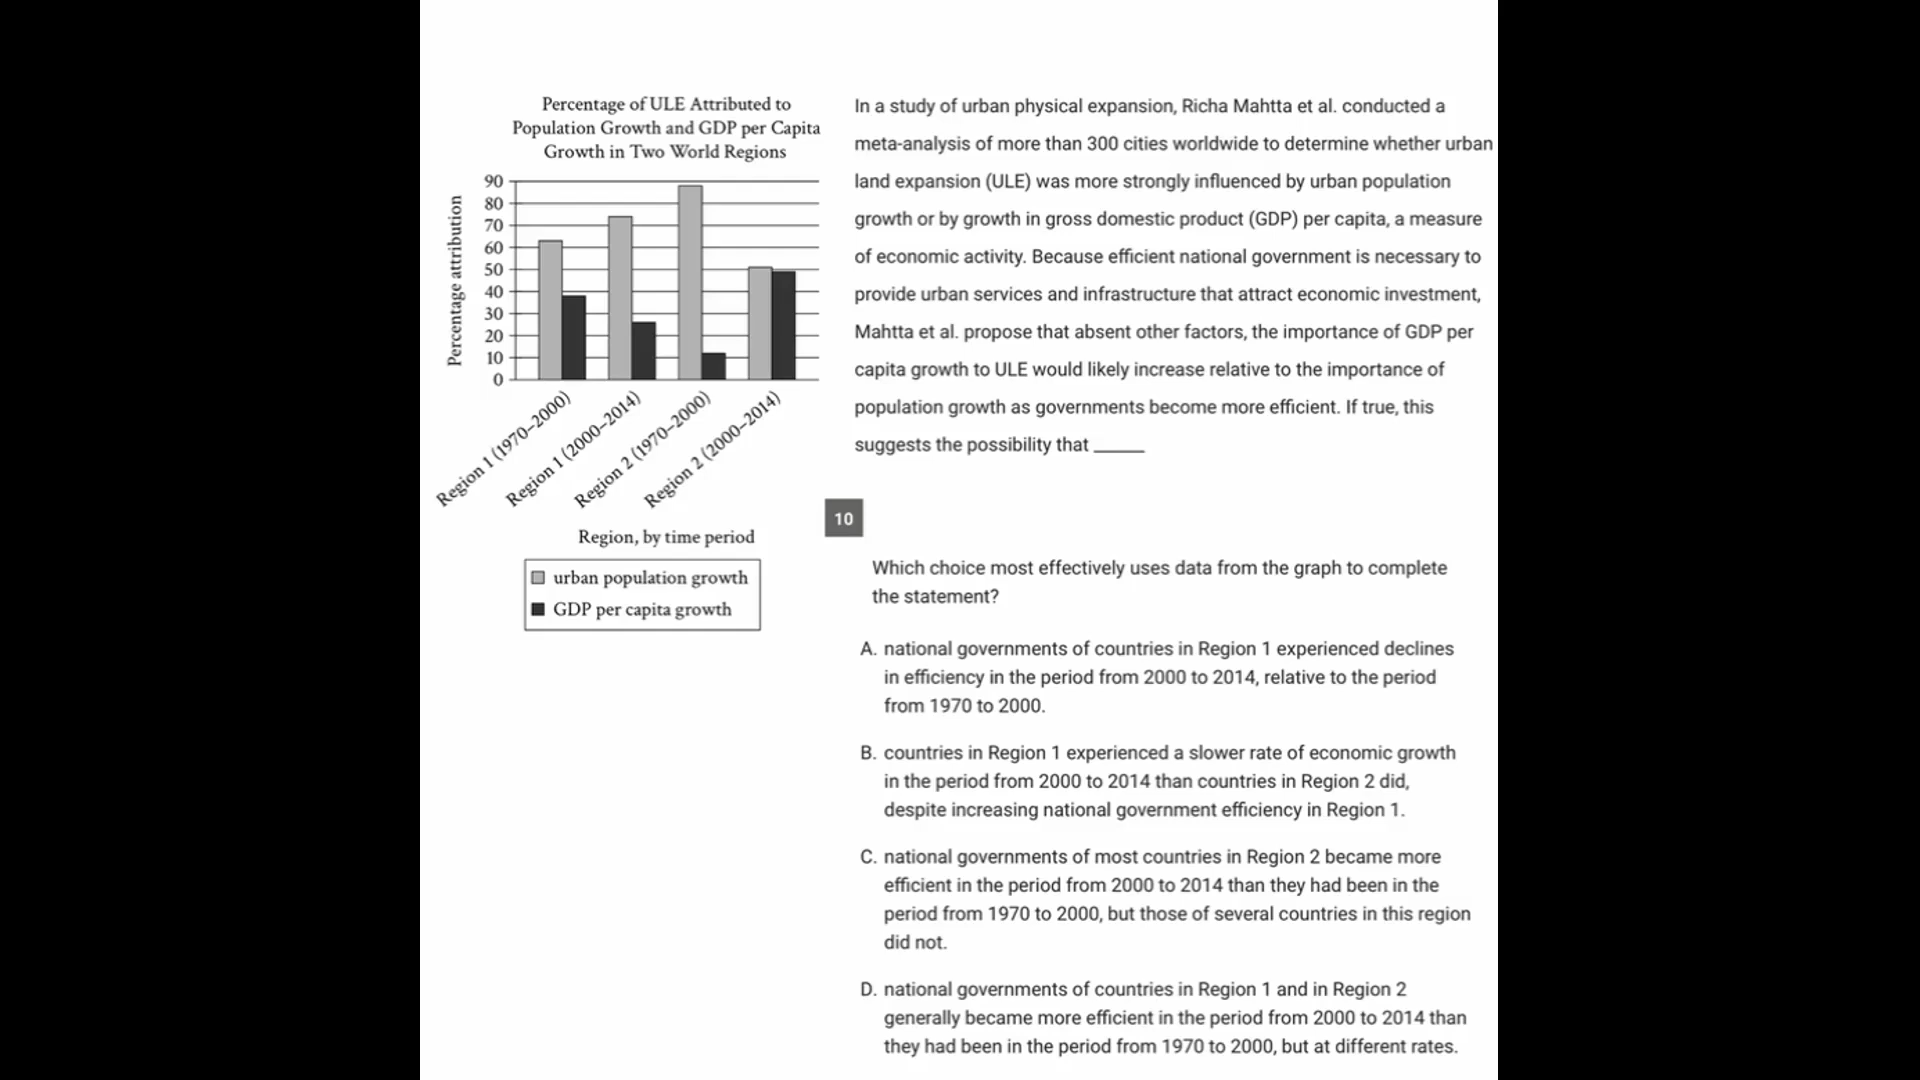 Percentage of ULE Attributed to
Population Growth and GDP per Capita
Growth in Two World Regions
Percentage attribution
90
80
70
60
50
40
30
20
10
0
Region 1 (1970–2000)
Region 1 (2000–2014)
Region 2 (1970–2000)
Region 2 (2000–2014)
Region, by time period
urban population growth
GDP per capita growth
In a study of urban physical expansion, Richa Mahtta et al. conducted a
meta-analysis of more than 300 cities worldwide to determine whether urban
land expansion (ULE) was more strongly influenced by urban population
growth or by growth in gross domestic product (GDP) per capita, a measure
of economic activity. Because efficient national government is necessary to
provide urban services and infrastructure that attract economic investment,
Mahtta et al. propose that absent other factors, the importance of GDP per
capita growth to ULE would likely increase relative to the importance of
population growth as governments become more efficient. If true, this
suggests the possibility that ______
10
Which choice most effectively uses data from the graph to complete
the statement?
A. national governments of countries in Region 1 experienced declines
in efficiency in the period from 2000 to 2014, relative to the period
from 1970 to 2000.
B. countries in Region 1 experienced a slower rate of economic growth
in the period from 2000 to 2014 than countries in Region 2 did,
despite increasing national government efficiency in Region 1.
C. national governments of most countries in Region 2 became more
efficient in the period from 2000 to 2014 than they had been in the
period from 1970 to 2000, but those of several countries in this region
did not.
D. national governments of countries in Region 1 and in Region 2
generally became more efficient in the period from 2000 to 2014 than
they had been in the period from 1970 to 2000, but at different rates.